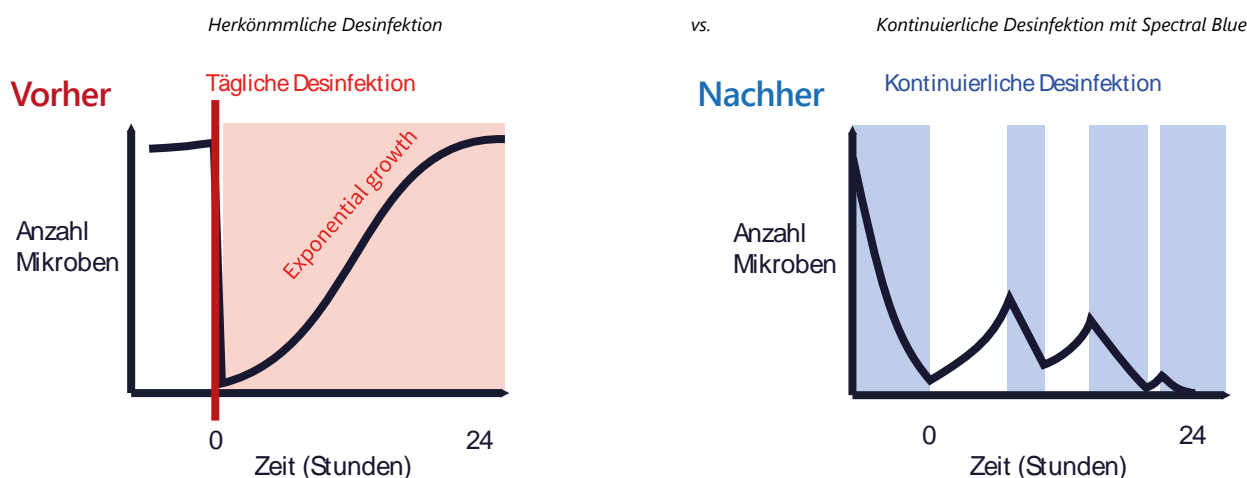 Herkönmmliche Desinfektion
vs.
Kontinuierliche Desinfektion mit Spectral Blue
Vorher
Tägliche Desinfektion
Exponential growth
Anzahl
Mikroben
0
24
Zeit (Stunden)
Nachher
Kontinuierliche Desinfektion
Anzahl
Mikroben
0
24
Zeit (Stunden)